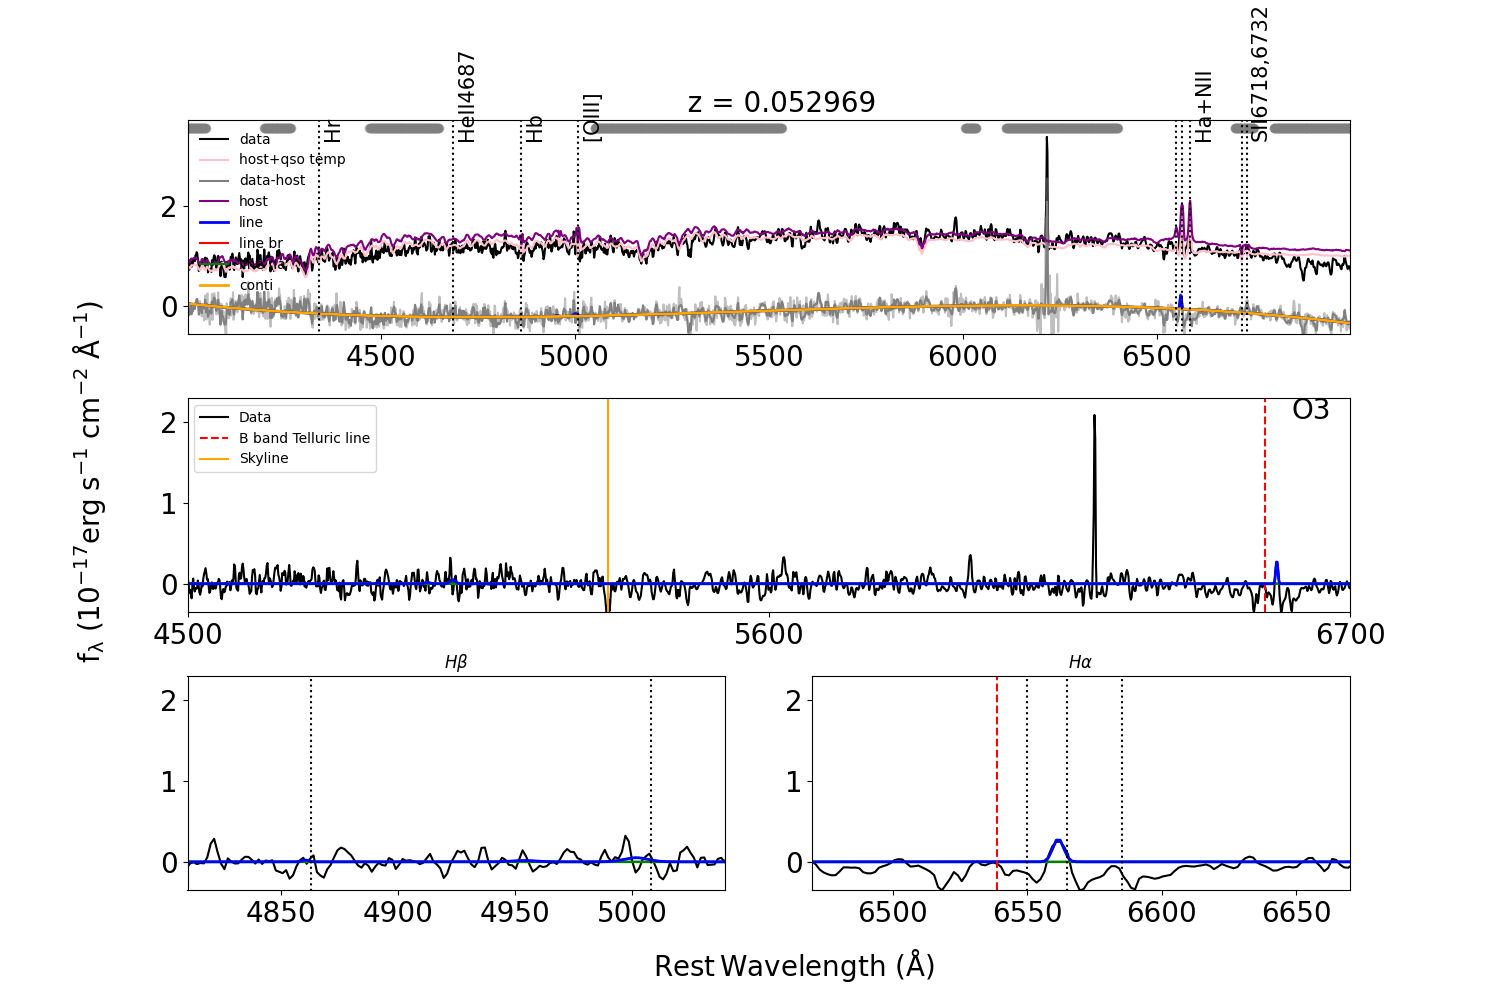 z = 0.052969
Hr
HeII4687
Hb
[OIII]
Ha+NII
SII6718,6732
data
host+qso temp
data-host
host
line
line br
conti
2
0
4500
5000
5500
6000
6500
fλ (10⁻¹⁷erg s⁻¹ cm⁻² Å⁻¹)
Data
B band Telluric line
Skyline
O3
2
1
0
4500
5600
6700
Hβ
2
1
0
4850
4900
4950
5000
Hα
2
1
0
6500
6550
6600
6650
Rest Wavelength (Å)